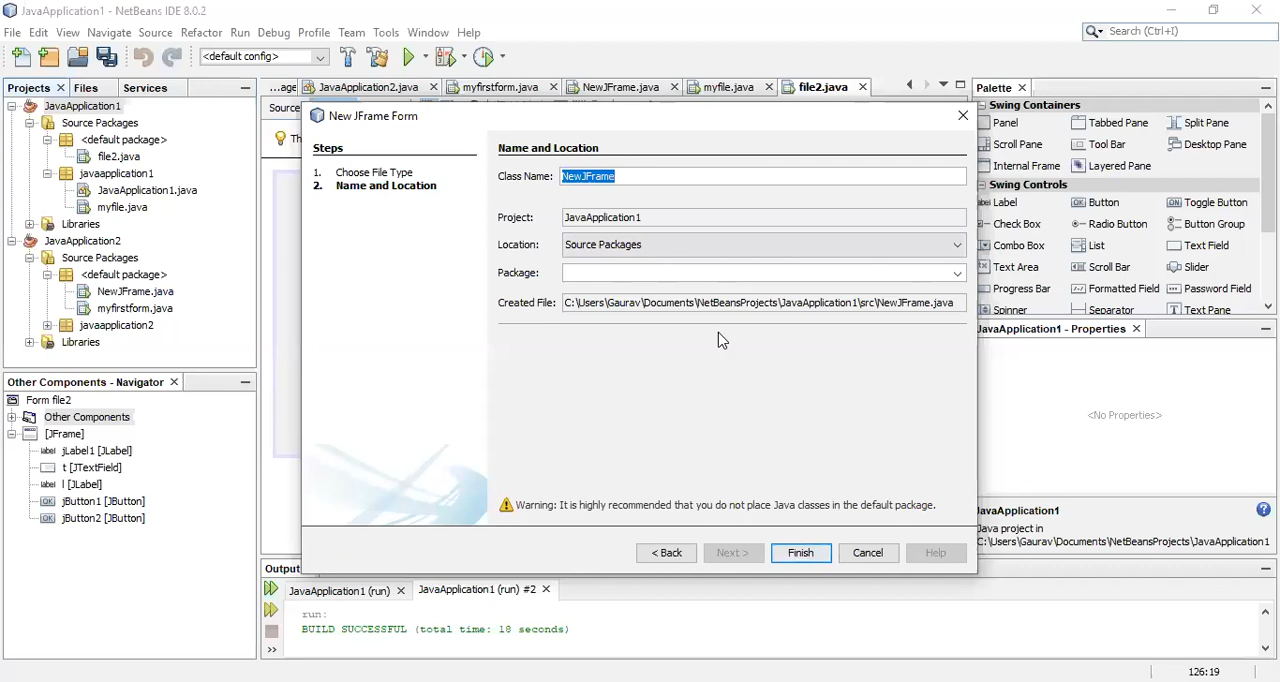 JavaApplication1 - NetBeans IDE 8.0.2
File Edit View Navigate Source Refactor Run Debug Profile Team Tools Window Help
Search (Ctrl+I)
<default config>
Projects Files Services
JavaApplication1
Source Packages
<default package>
file2.java
javaapplication1
JavaApplication1.java
myfile.java
Libraries
JavaApplication2
Source Packages
<default package>
NewJFrame.java
myfirstform.java
javaapplication2
Libraries
Other Components - Navigator
Form file2
Other Components
[JFrame]
label jLabel1 [JLabel]
t [JTextField]
label l [JLabel]
OK jButton1 [JButton]
OK jButton2 [JButton]
...age JavaApplication2.java myfirstform.java NewJFrame.java myfile.java file2.java
Source
Th
New JFrame Form
Steps
1. Choose File Type
2. Name and Location
Name and Location
Class Name: NewJFrame
Project: JavaApplication1
Location: Source Packages
Package:
Created File: C:\Users\Gaurav\Documents\NetBeansProjects\JavaApplication1\src\NewJFrame.java
Warning: It is highly recommended that you do not place Java classes in the default package.
< Back Next > Finish Cancel Help
Palette
Swing Containers
Panel Tabbed Pane Split Pane
Scroll Pane Tool Bar Desktop Pane
Internal Frame Layered Pane
Swing Controls
label Label OK Button ON Toggle Button
Check Box Radio Button Button Group
Combo Box List Text Field
Text Area Scroll Bar Slider
Progress Bar Formatted Field Password Field
Spinner Separator Text Pane
JavaApplication1 - Properties
<No Properties>
JavaApplication1
Java project in
C:\Users\Gaurav\Documents\NetBeansProjects\JavaApplication1
Output
JavaApplication1 (run) JavaApplication1 (run) #2
run:
BUILD SUCCESSFUL (total time: 18 seconds)
126:19